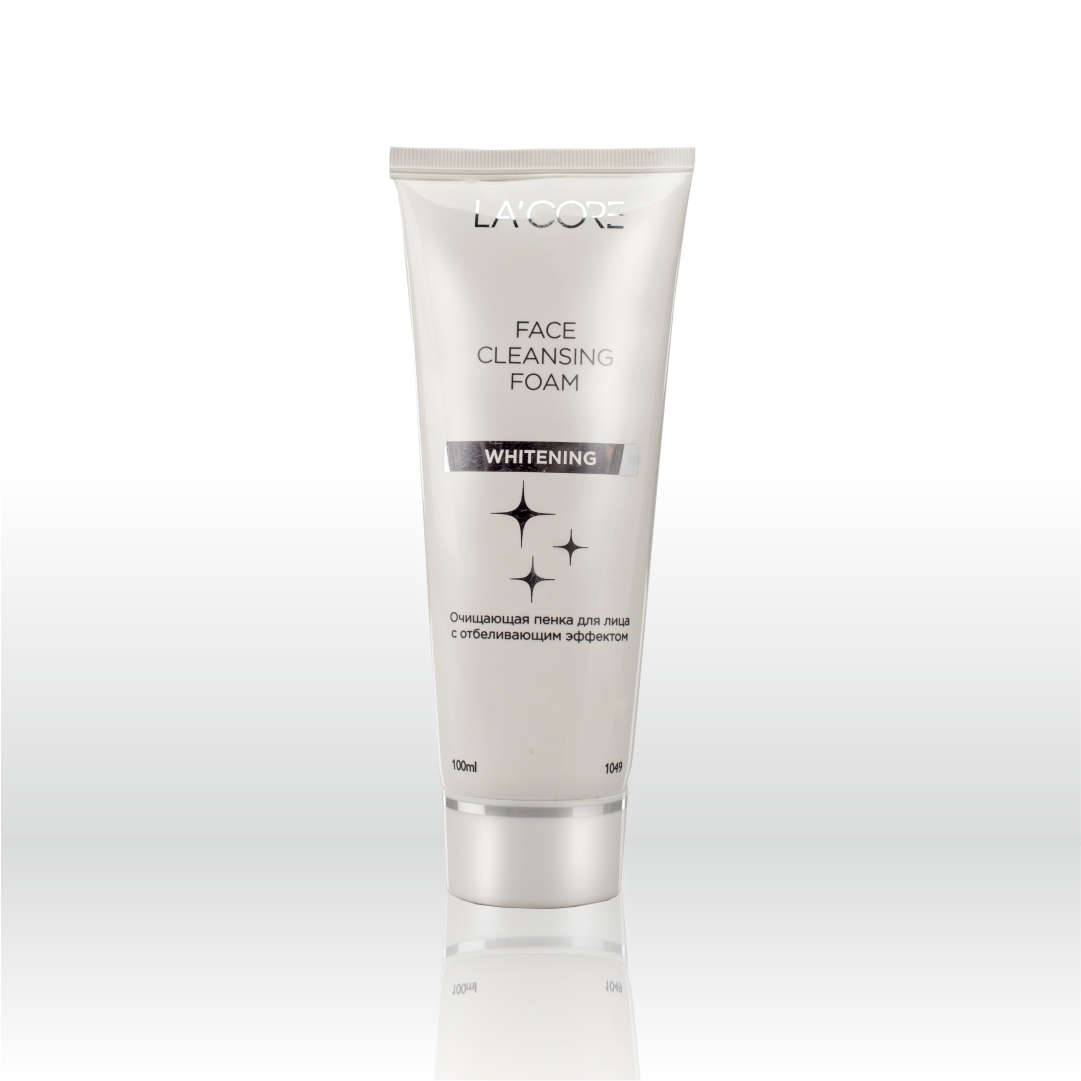 LA'CORE
FACE
CLEANSING
FOAM
WHITENING
Очищающая пенка для лица
с отбеливающим эффектом
100ml 1049